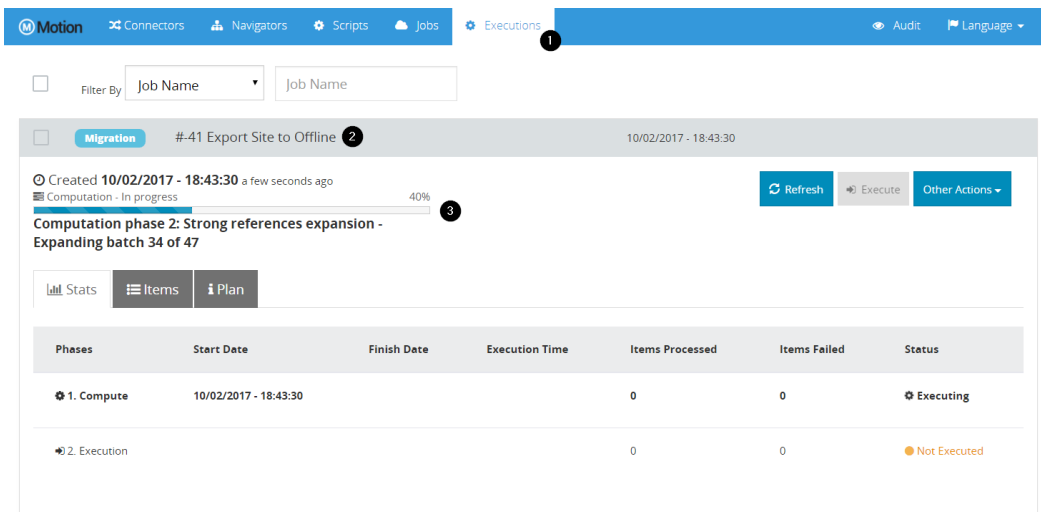 Motion Connectors Navigators Scripts Jobs Executions Audit Language
1
Filter By Job Name Job Name
Migration #-41 Export Site to Offline 2 10/02/2017 - 18:43:30
Created 10/02/2017 - 18:43:30 a few seconds ago
Refresh Execute Other Actions
Computation - In progress 40%
3
Computation phase 2: Strong references expansion -
Expanding batch 34 of 47
Stats Items Plan
Phases Start Date Finish Date Execution Time Items Processed Items Failed Status
1. Compute 10/02/2017 - 18:43:30 0 0 Executing
2. Execution 0 0 Not Executed